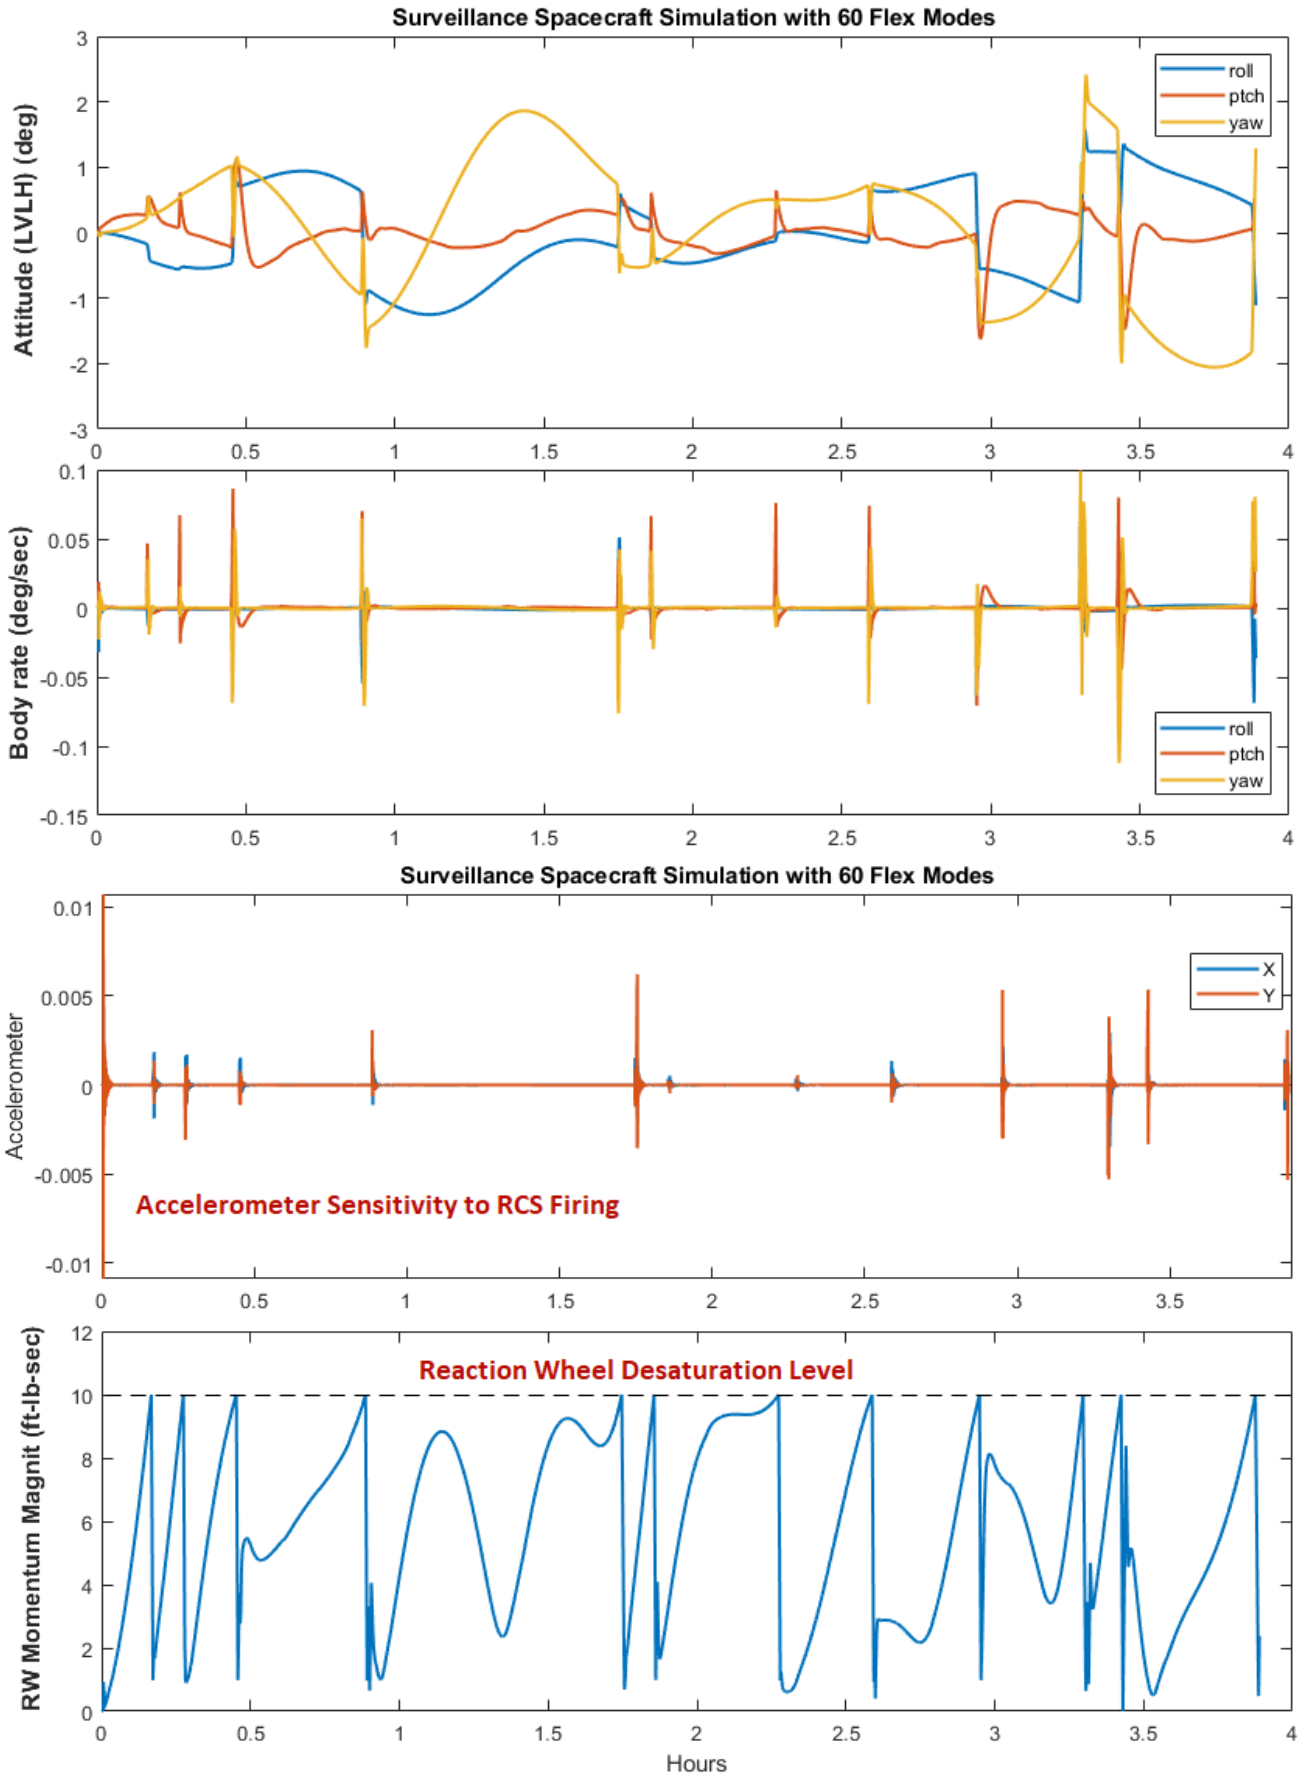 Surveillance Spacecraft Simulation with 60 Flex Modes
Attitude (LVLH) (deg)
3
2
1
0
-1
-2
-3
roll
ptch
yaw
0 0.5 1 1.5 2 2.5 3 3.5 4
Body rate (deg/sec)
0.1
0.05
0
-0.05
-0.1
-0.15
roll
ptch
yaw
0 0.5 1 1.5 2 2.5 3 3.5 4
Surveillance Spacecraft Simulation with 60 Flex Modes
Accelerometer
0.01
0.005
0
-0.005
-0.01
X
Y
Accelerometer Sensitivity to RCS Firing
0 0.5 1 1.5 2 2.5 3 3.5
RW Momentum Magnit (ft-lb-sec)
12
10
8
6
4
2
0
Reaction Wheel Desaturation Level
0 0.5 1 1.5 2 2.5 3 3.5 4
Hours